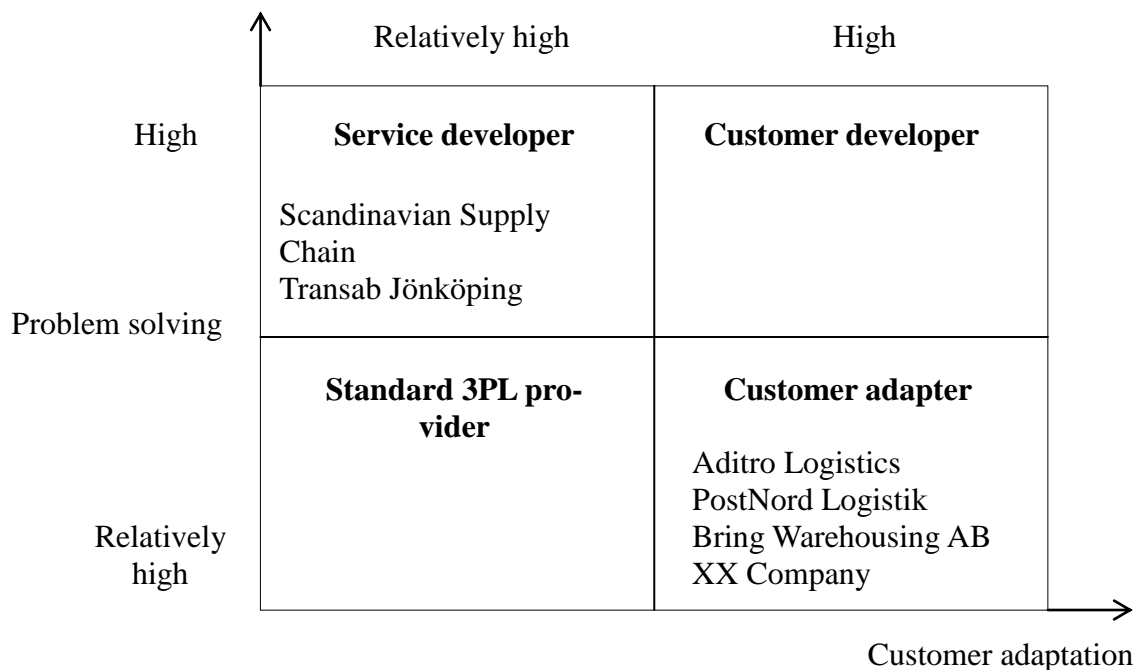 Relatively high
High
High
Service developer
Customer developer
Scandinavian Supply
Chain
Transab Jönköping
Problem solving
Standard 3PL pro-
vider
Customer adapter
Aditro Logistics
PostNord Logistik
Bring Warehousing AB
XX Company
Relatively
high
Customer adaptation